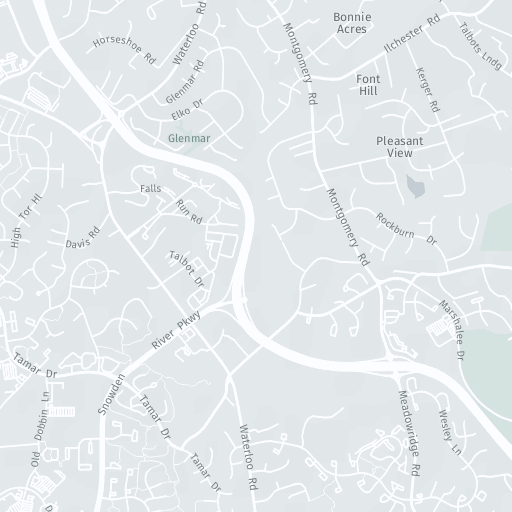 Bonnie
Acres
Waterloo Rd
Horseshoe Rd
Montgomery Rd
Ilchester Rd
Talbots Lndg
Glenmar Rd
Font
Hill
Kerger Rd
Elko Dr
Glenmar
Pleasant
View
Falls
Run Rd
High Tor Hl
Davis Rd
Montgomery Rd
Rockburn Dr
Talbot Dr
River Pkwy
Marshalee Dr
Tamar Dr
Snowden
Old Dobbin Ln
Tamar Dr
Waterloo Rd
Meadowridge Rd
Wesley Ln
Tamar Dr